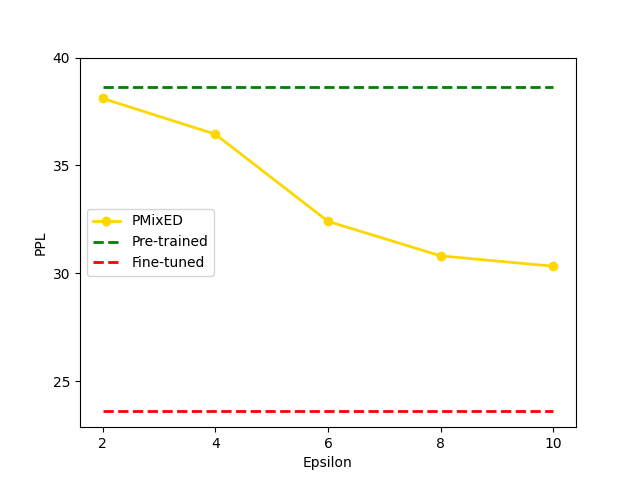 40
35
30
25
PPL
PMixED
Pre-trained
Fine-tuned
2 4 6 8 10
Epsilon